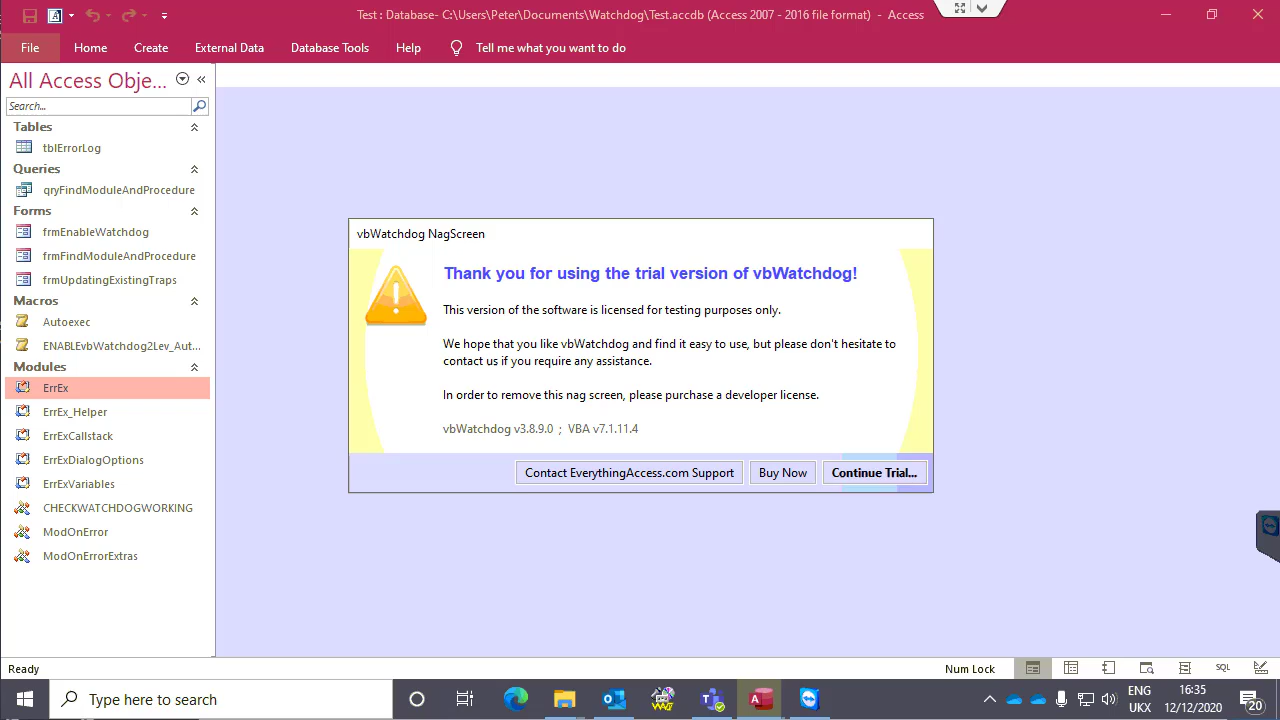 Test : Database- C:\Users\Peter\Documents\Watchdog\Test.accdb (Access 2007 - 2016 file format) - Access
File Home Create External Data Database Tools Help Tell me what you want to do
All Access Obje...
Search...
Tables
tblErrorLog
Queries
qryFindModuleAndProcedure
Forms
frmEnableWatchdog
frmFindModuleAndProcedure
frmUpdatingExistingTraps
Macros
Autoexec
ENABLEvbWatchdog2Lev_Aut...
Modules
ErrEx
ErrEx_Helper
ErrExCallstack
ErrExDialogOptions
ErrExVariables
CHECKWATCHDOGWORKING
ModOnError
ModOnErrorExtras
vbWatchdog NagScreen
Thank you for using the trial version of vbWatchdog!
This version of the software is licensed for testing purposes only.
We hope that you like vbWatchdog and find it easy to use, but please don't hesitate to
contact us if you require any assistance.
In order to remove this nag screen, please purchase a developer license.
vbWatchdog v3.8.9.0 ; VBA v7.1.11.4
Contact EverythingAccess.com Support Buy Now Continue Trial...
Ready Num Lock SQL
Type here to search
ENG 16:35
UKX 12/12/2020 20